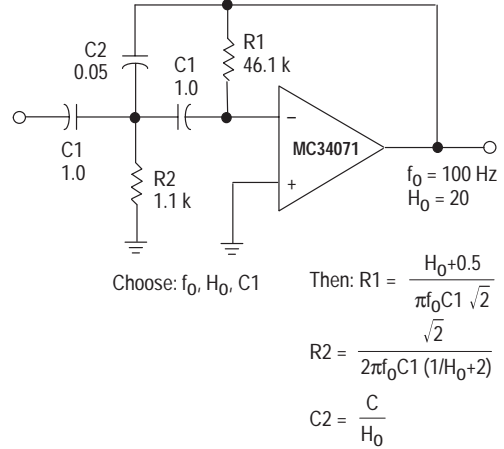 C2
0.05
C1
1.0
R1
46.1 k
C1
1.0
R2
1.1 k
−
MC34071
+
f0 = 100 Hz
H0 = 20
Choose: f0, H0, C1
Then: R1 = H0+0.5 / πf0C1 √2
R2 = √2 / 2πf0C1 (1/H0+2)
C2 = C / H0